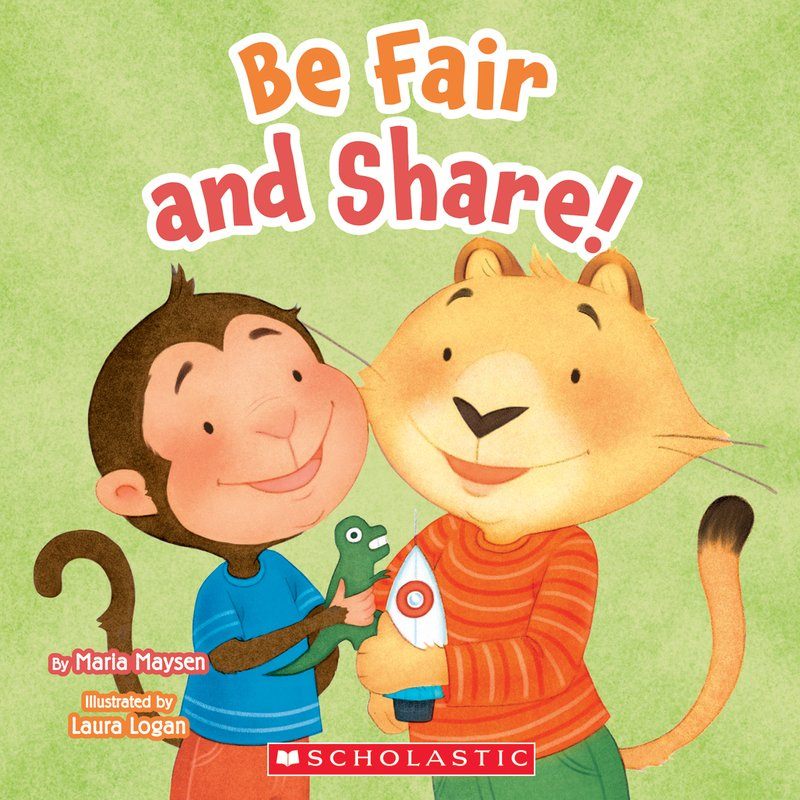 Be Fair
and Share!
By Maria Maysen
Illustrated by
Laura Logan
SCHOLASTIC